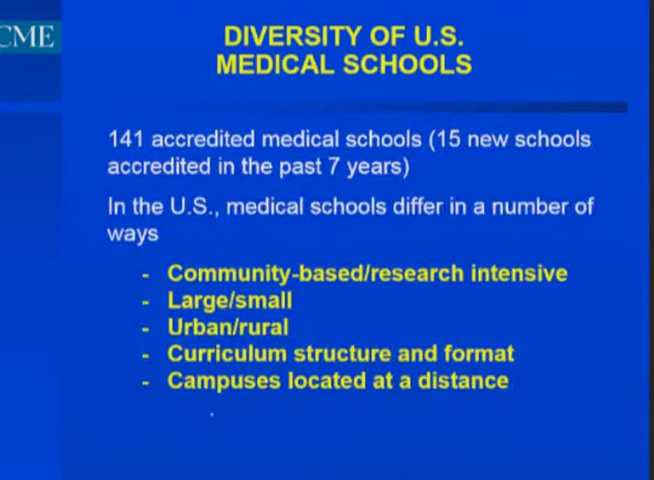 CME
DIVERSITY OF U.S.
MEDICAL SCHOOLS
141 accredited medical schools (15 new schools
accredited in the past 7 years)
In the U.S., medical schools differ in a number of
ways
- Community-based/research intensive
- Large/small
- Urban/rural
- Curriculum structure and format
- Campuses located at a distance